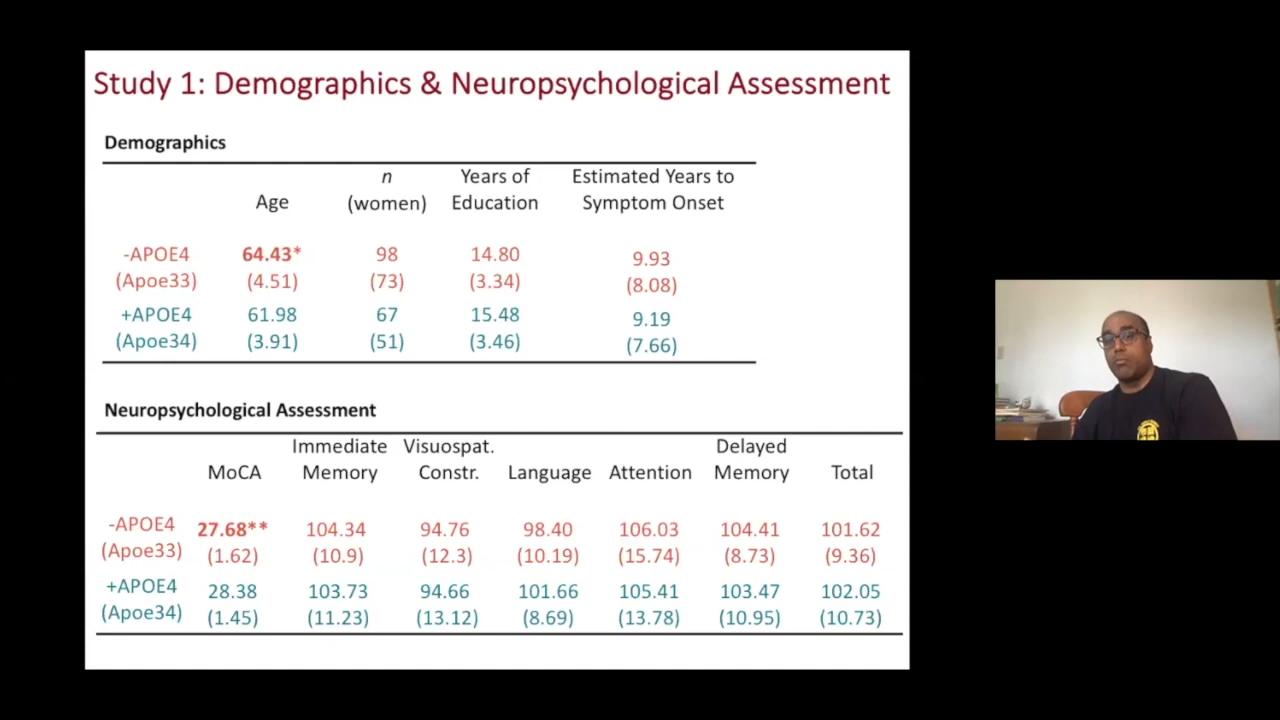 Study 1: Demographics & Neuropsychological Assessment
Demographics
Age n (women) Years of Education Estimated Years to Symptom Onset
-APOE4 (Apoe33) 64.43* (4.51) 98 (73) 14.80 (3.34) 9.93 (8.08)
+APOE4 (Apoe34) 61.98 (3.91) 67 (51) 15.48 (3.46) 9.19 (7.66)
Neuropsychological Assessment
MoCA Immediate Memory Visuospat. Constr. Language Attention Delayed Memory Total
-APOE4 (Apoe33) 27.68** (1.62) 104.34 (10.9) 94.76 (12.3) 98.40 (10.19) 106.03 (15.74) 104.41 (8.73) 101.62 (9.36)
+APOE4 (Apoe34) 28.38 (1.45) 103.73 (11.23) 94.66 (13.12) 101.66 (8.69) 105.41 (13.78) 103.47 (10.95) 102.05 (10.73)